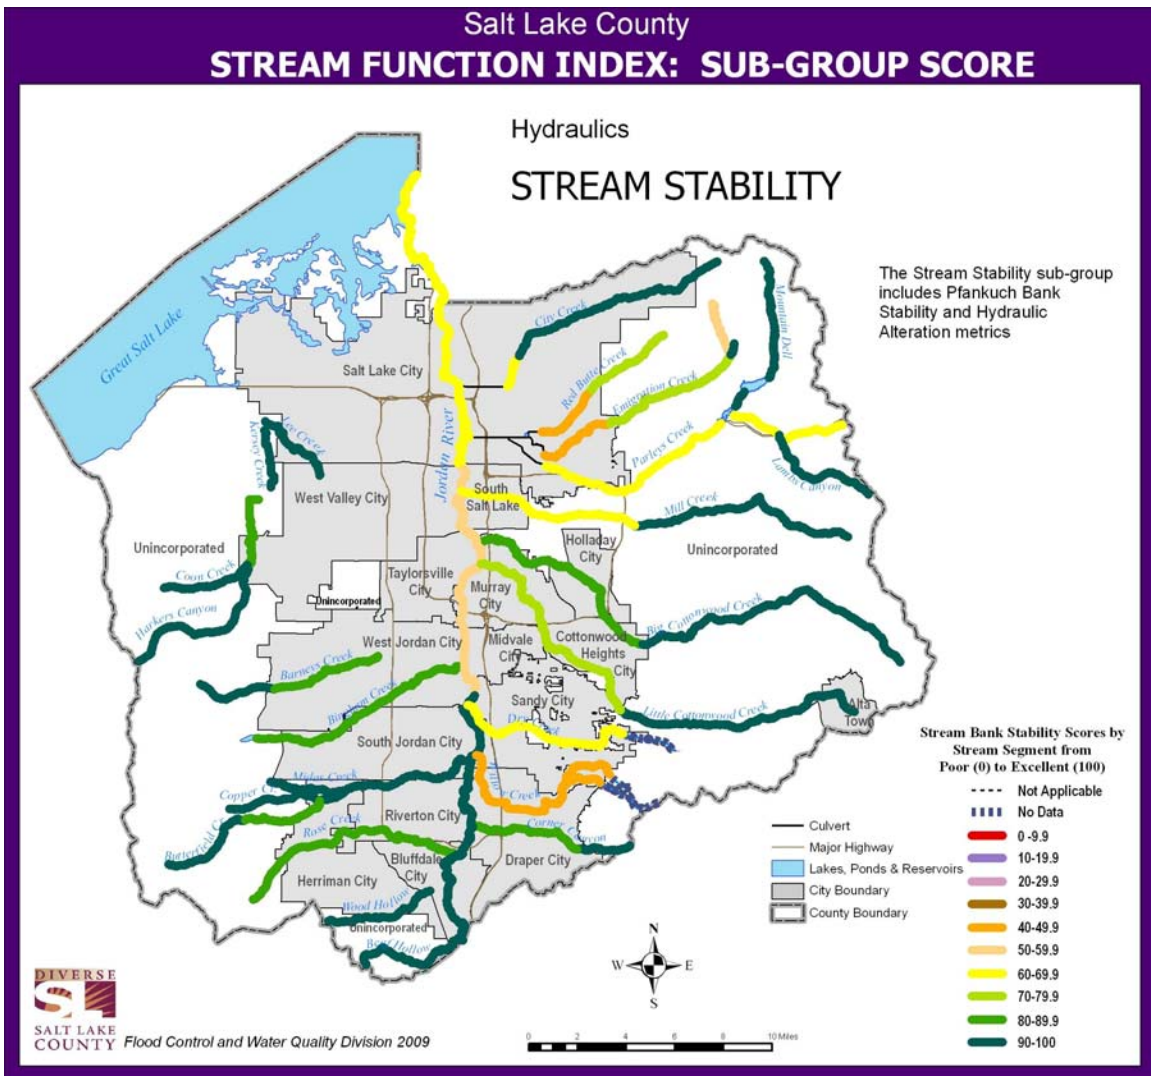 Salt Lake County
STREAM FUNCTION INDEX: SUB-GROUP SCORE
Hydraulics
STREAM STABILITY
The Stream Stability sub-group
includes Pfankuch Bank
Stability and Hydraulic
Alteration metrics
Great Salt Lake
Salt Lake City
City Creek
Mountain Dell
Red Butte Creek
Emigration Creek
Parleys Creek
Lambs Canyon
Jordan River
Lee Creek
Kersey Creek
West Valley City
South
Salt Lake
Mill Creek
Unincorporated
Holladay
City
Unincorporated
Coon Creek
Taylorsville
City
Murray
City
Unincorporated
Harkers Canyon
Big Cottonwood Creek
West Jordan City
Midvale
City
Cottonwood
Heights
City
Barneys Creek
Bingham Creek
Sandy City
Little Cottonwood Creek
Alta
Town
Dry Creek
South Jordan City
Midas Creek
Copper Cr.
Willow Creek
Riverton City
Rose Creek
Butterfield Cr.
Corner Canyon
Bluffdale
City
Draper City
Herriman City
Wood Hollow
Unincorporated
Beef Hollow
Stream Bank Stability Scores by
Stream Segment from
Poor (0) to Excellent (100)
Not Applicable
No Data
0 -9.9
10-19.9
20-29.9
30-39.9
40-49.9
50-59.9
60-69.9
70-79.9
80-89.9
90-100
Culvert
Major Highway
Lakes, Ponds & Reservoirs
City Boundary
County Boundary
N
W
E
S
0 2 4 6 8 10 Miles
DIVERSE
SL
SALT LAKE
COUNTY
Flood Control and Water Quality Division 2009